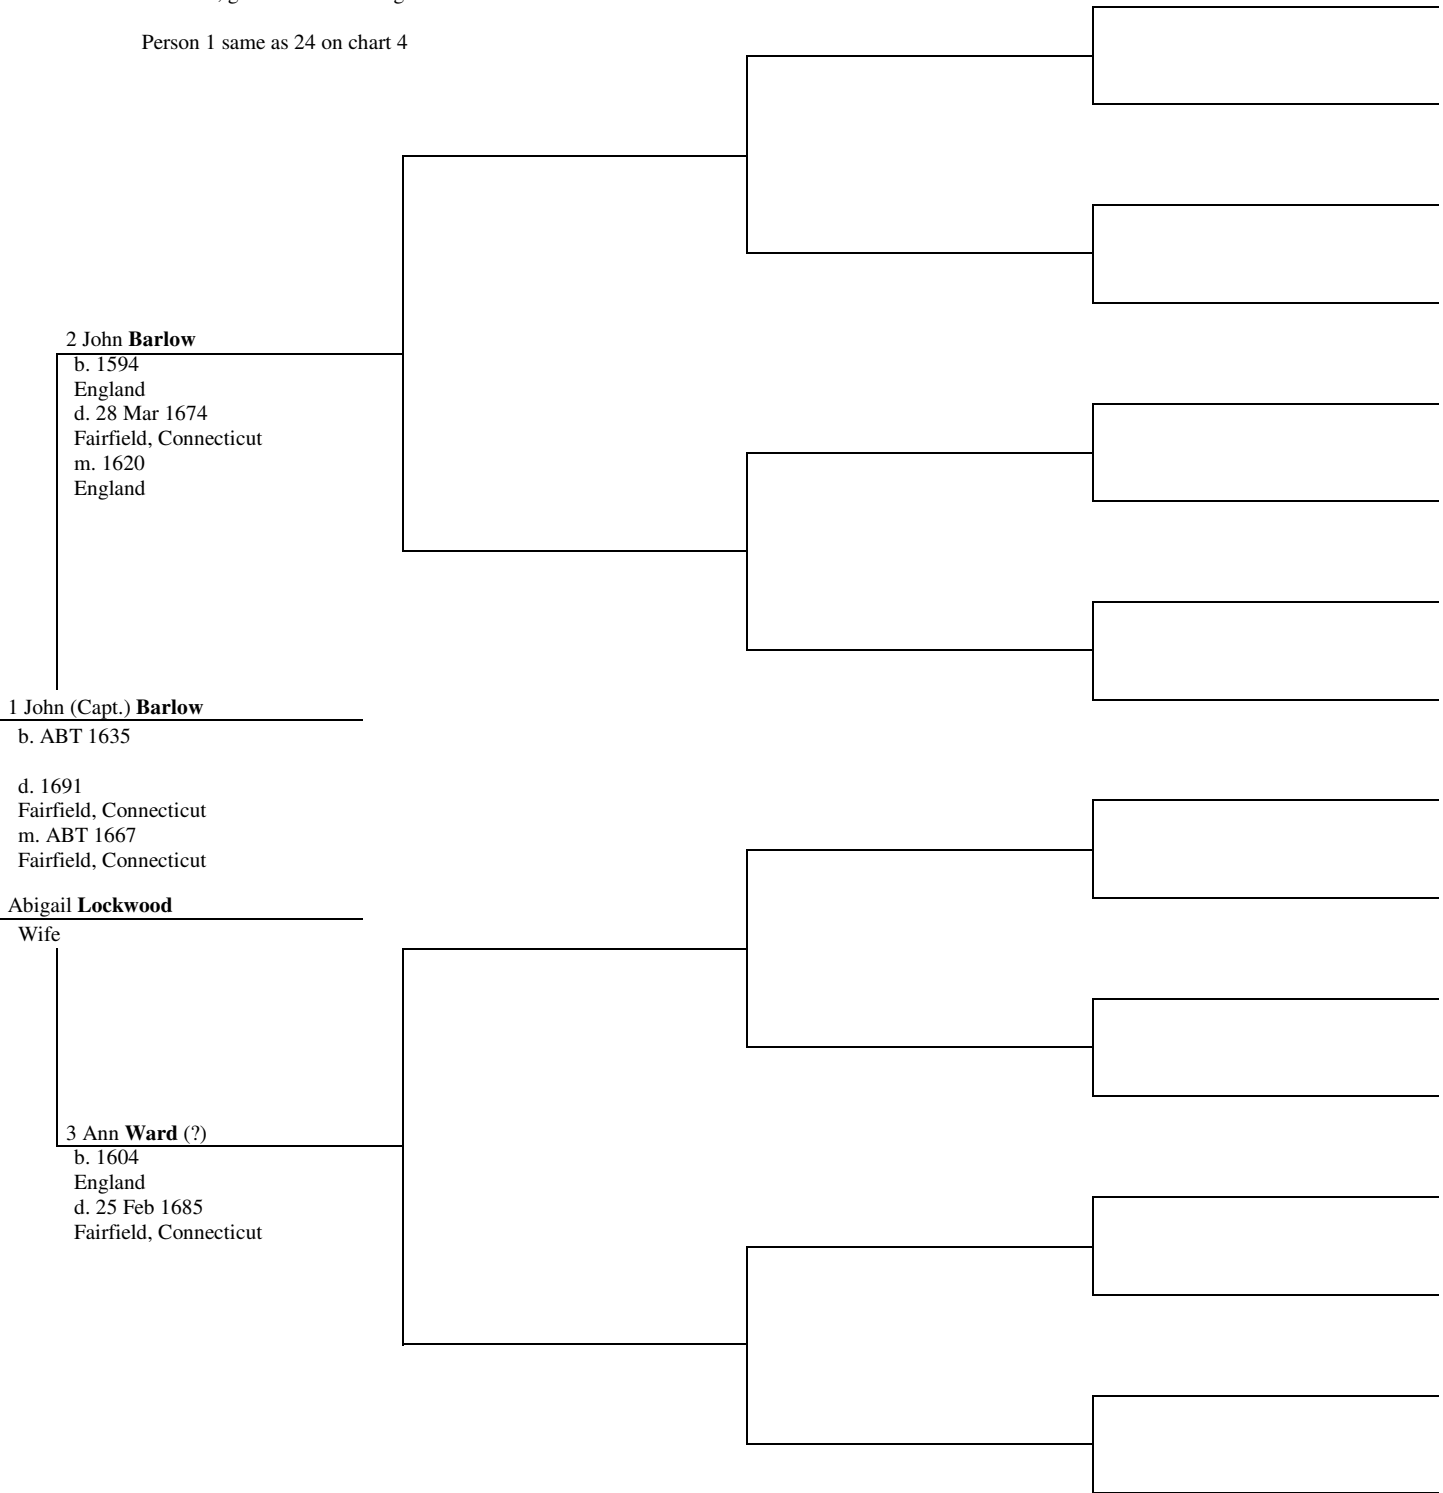 Person 1 same as 24 on chart 4
2 John Barlow
b. 1594
England
d. 28 Mar 1674
Fairfield, Connecticut
m. 1620
England
1 John (Capt.) Barlow
b. ABT 1635
d. 1691
Fairfield, Connecticut
m. ABT 1667
Fairfield, Connecticut
Abigail Lockwood
Wife
3 Ann Ward (?)
b. 1604
England
d. 25 Feb 1685
Fairfield, Connecticut